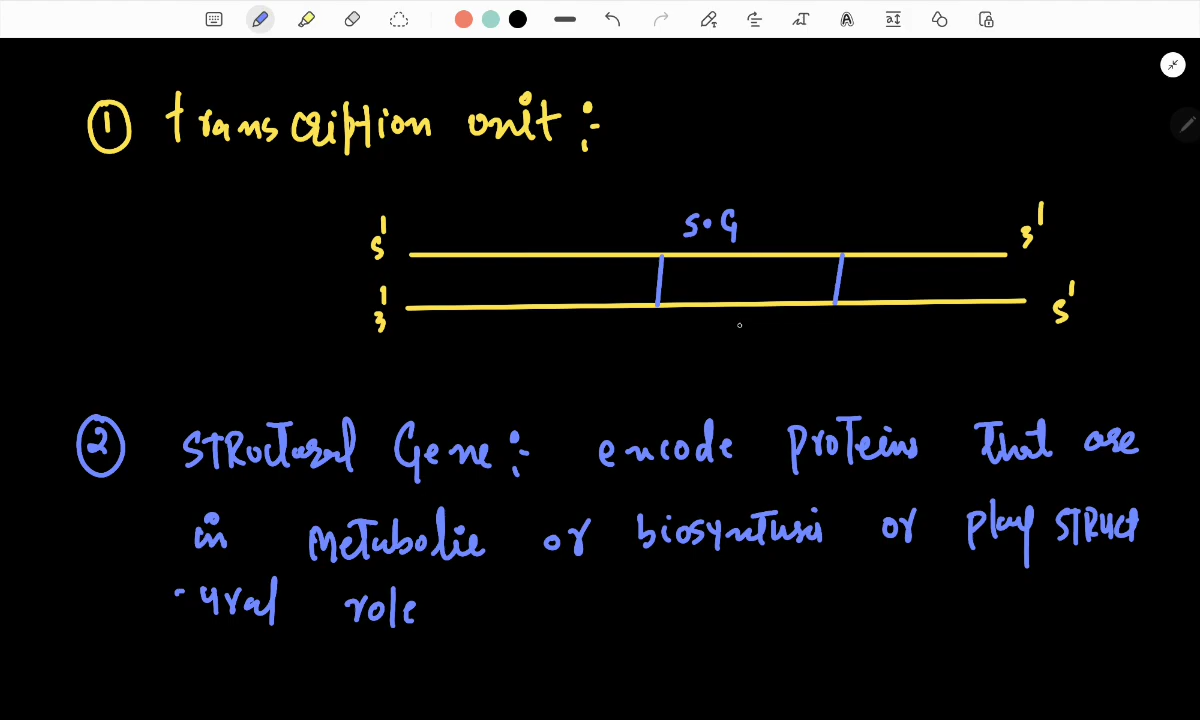 ① transcription unit :-
S.G
5' 3'
3' 5'
② STRuctural Gene :- encode proteins that are
in Metabolic or biosyntusis or play STRUCT
-ural role